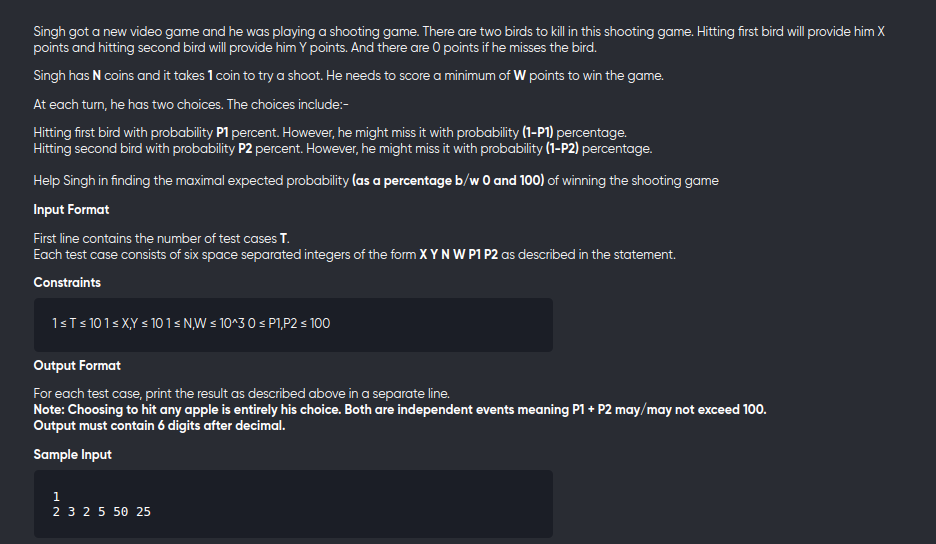 Singh got a new video game and he was playing a shooting game. There are two birds to kill in this shooting game. Hitting first bird will provide him X
points and hitting second bird will provide him Y points. And there are 0 points if he misses the bird.
Singh has N coins and it takes 1 coin to try a shoot. He needs to score a minimum of W points to win the game.
At each turn, he has two choices. The choices include:-
Hitting first bird with probability P1 percent. However, he might miss it with probability (1-P1) percentage.
Hitting second bird with probability P2 percent. However, he might miss it with probability (1-P2) percentage.
Help Singh in finding the maximal expected probability (as a percentage b/w 0 and 100) of winning the shooting game
Input Format
First line contains the number of test cases T.
Each test case consists of six space separated integers of the form X Y N W P1 P2 as described in the statement.
Constraints
1 ≤ T ≤ 10 1 ≤ X,Y ≤ 10 1 ≤ N,W ≤ 10^3 0 ≤ P1,P2 ≤ 100
Output Format
For each test case, print the result as described above in a separate line.
Note: Choosing to hit any apple is entirely his choice. Both are independent events meaning P1 + P2 may/may not exceed 100.
Output must contain 6 digits after decimal.
Sample Input
1
2 3 2 5 50 25